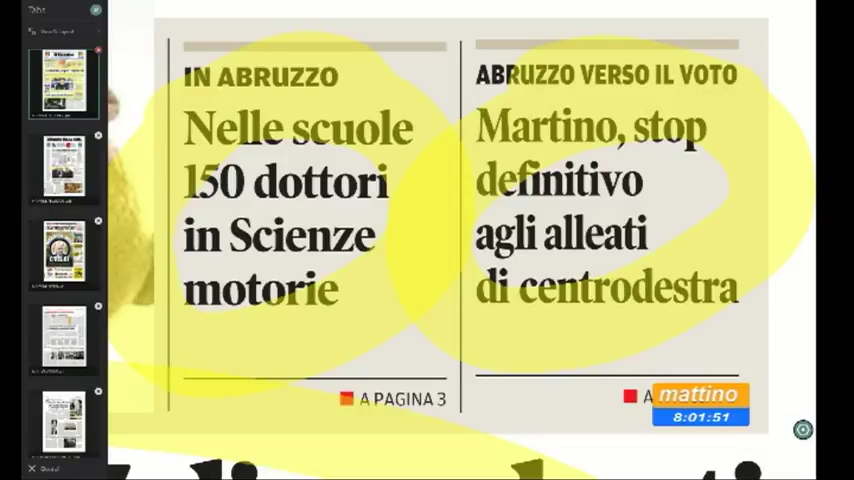 Tabs
IN ABRUZZO
Nelle scuole
150 dottori
in Scienze
motorie
A PAGINA 3
ABRUZZO VERSO IL VOTO
Martino, stop
definitivo
agli alleati
di centrodestra
A
mattino
8:01:51